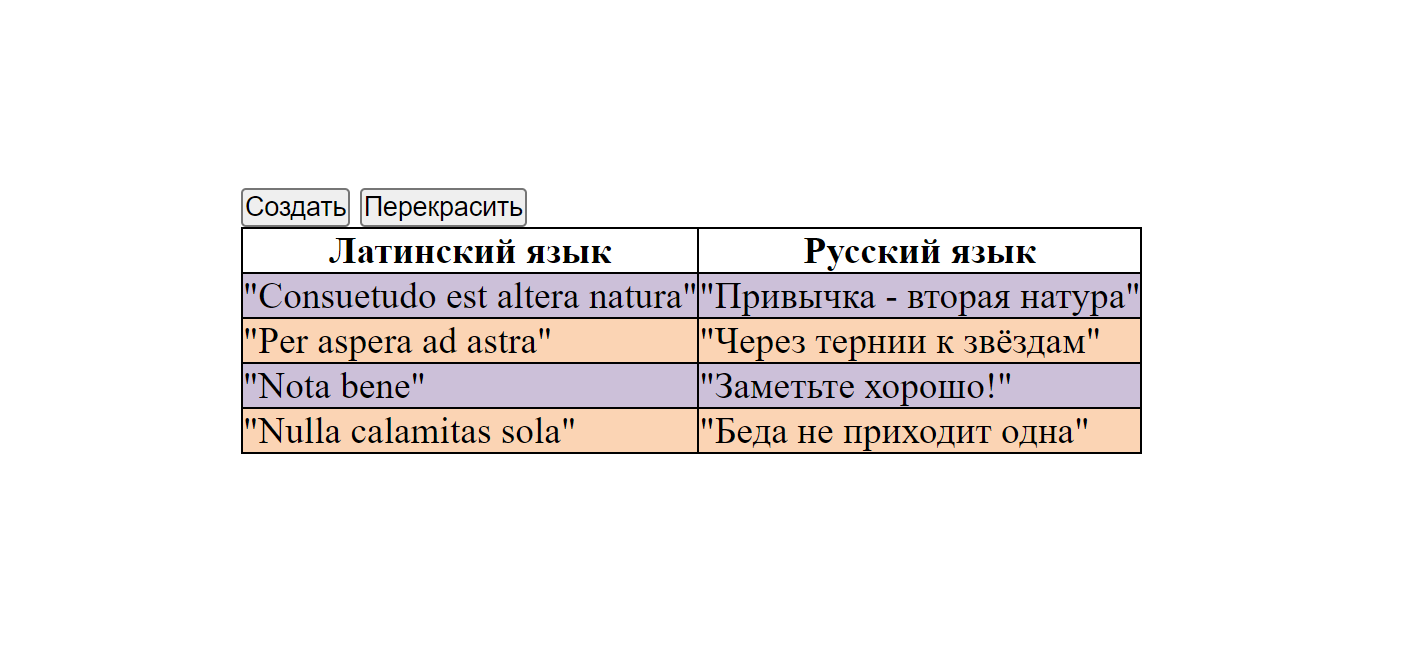 Создать Перекрасить
Латинский язык Русский язык
"Consuetudo est altera natura" "Привычка - вторая натура"
"Per aspera ad astra" "Через тернии к звёздам"
"Nota bene" "Заметьте хорошо!"
"Nulla calamitas sola" "Беда не приходит одна"